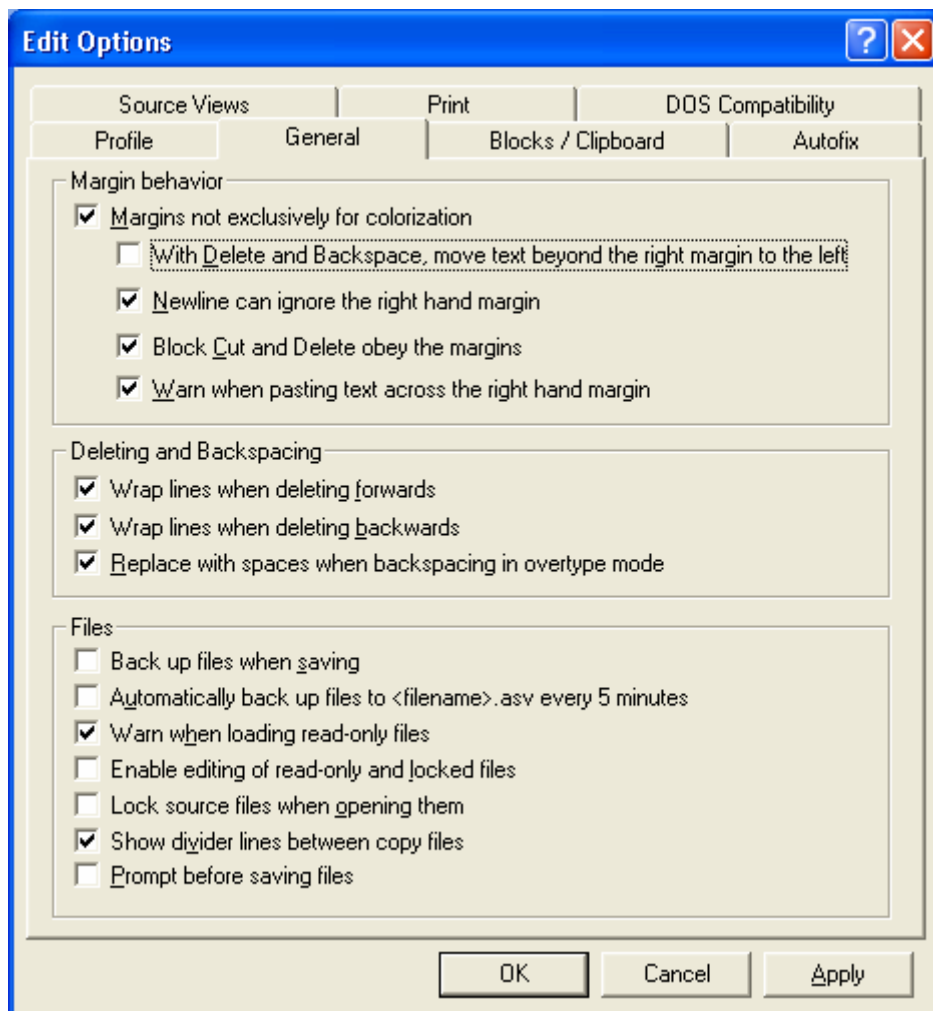 Edit Options
Source Views Print DOS Compatibility
Profile General Blocks / Clipboard Autofix
Margin behavior
Margins not exclusively for colorization
With Delete and Backspace, move text beyond the right margin to the left
Newline can ignore the right hand margin
Block Cut and Delete obey the margins
Warn when pasting text across the right hand margin
Deleting and Backspacing
Wrap lines when deleting forwards
Wrap lines when deleting backwards
Replace with spaces when backspacing in overtype mode
Files
Back up files when saving
Automatically back up files to <filename>.asv every 5 minutes
Warn when loading read-only files
Enable editing of read-only and locked files
Lock source files when opening them
Show divider lines between copy files
Prompt before saving files
OK Cancel Apply